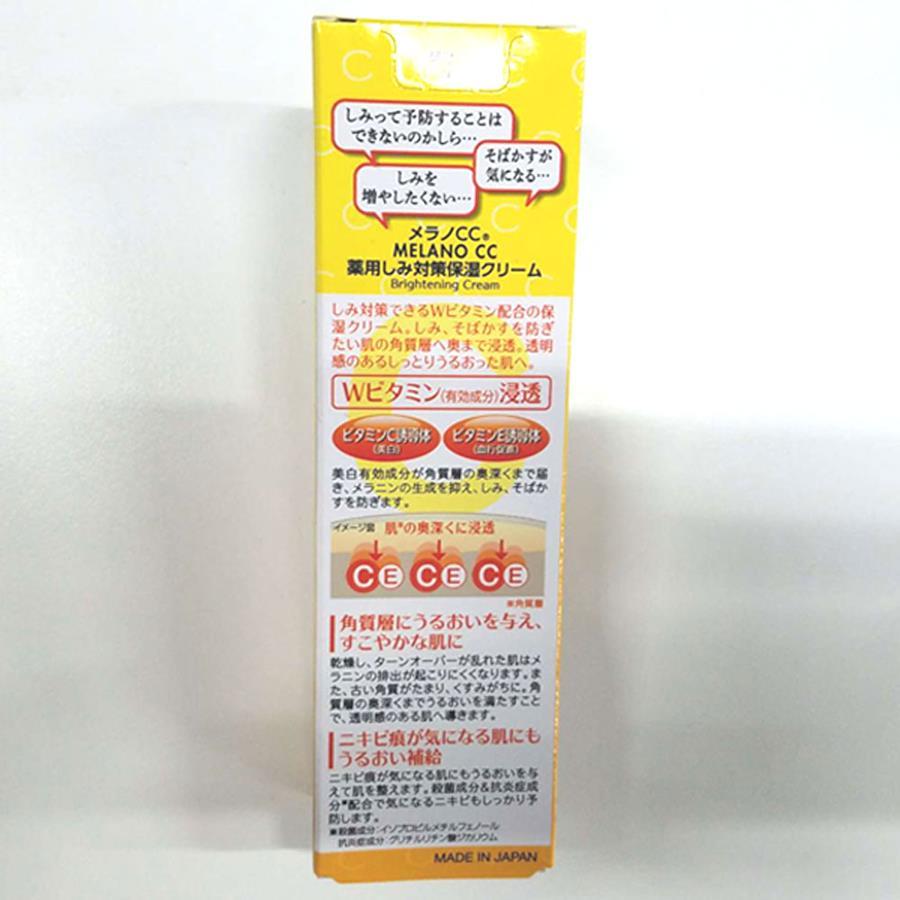 しみって予防することは
できないのかしら…
そばかすが
気になる…
しみを
増やしたくない…
メラノCC®
MELANO CC
薬用しみ対策保湿クリーム
Brightening Cream
しみ対策できるWビタミン配合の保
湿クリーム。しみ、そばかすを防ぎ
たい肌の角質層へ奥まで浸透。透明
感のあるしっとりうるおった肌へ。
Wビタミン(有効成分)浸透
ビタミンC誘導体
(美白)
ビタミンE誘導体
(血行促進)
美白有効成分が角質層の奥深くまで届
き、メラニンの生成を抑え、しみ、そばか
すを防ぎます。
イメージ図 肌※の奥深くに浸透
C E C E C E
※角質層
角質層にうるおいを与え、
すこやかな肌に
乾燥し、ターンオーバーが乱れた肌はメ
ラニンの排出が起こりにくくなります。ま
た、古い角質がたまり、くすみがちに。角
質層の奥深くまでうるおいを満たすこと
で、透明感のある肌へ導きます。
ニキビ痕が気になる肌にも
うるおい補給
ニキビ痕が気になる肌にもうるおいを与
えて肌を整えます。殺菌成分&抗炎症成
分※配合で気になるニキビもしっかり予
防します。
※殺菌成分:イソプロピルメチルフェノール
抗炎症成分:グリチルリチン酸ジカリウム
MADE IN JAPAN